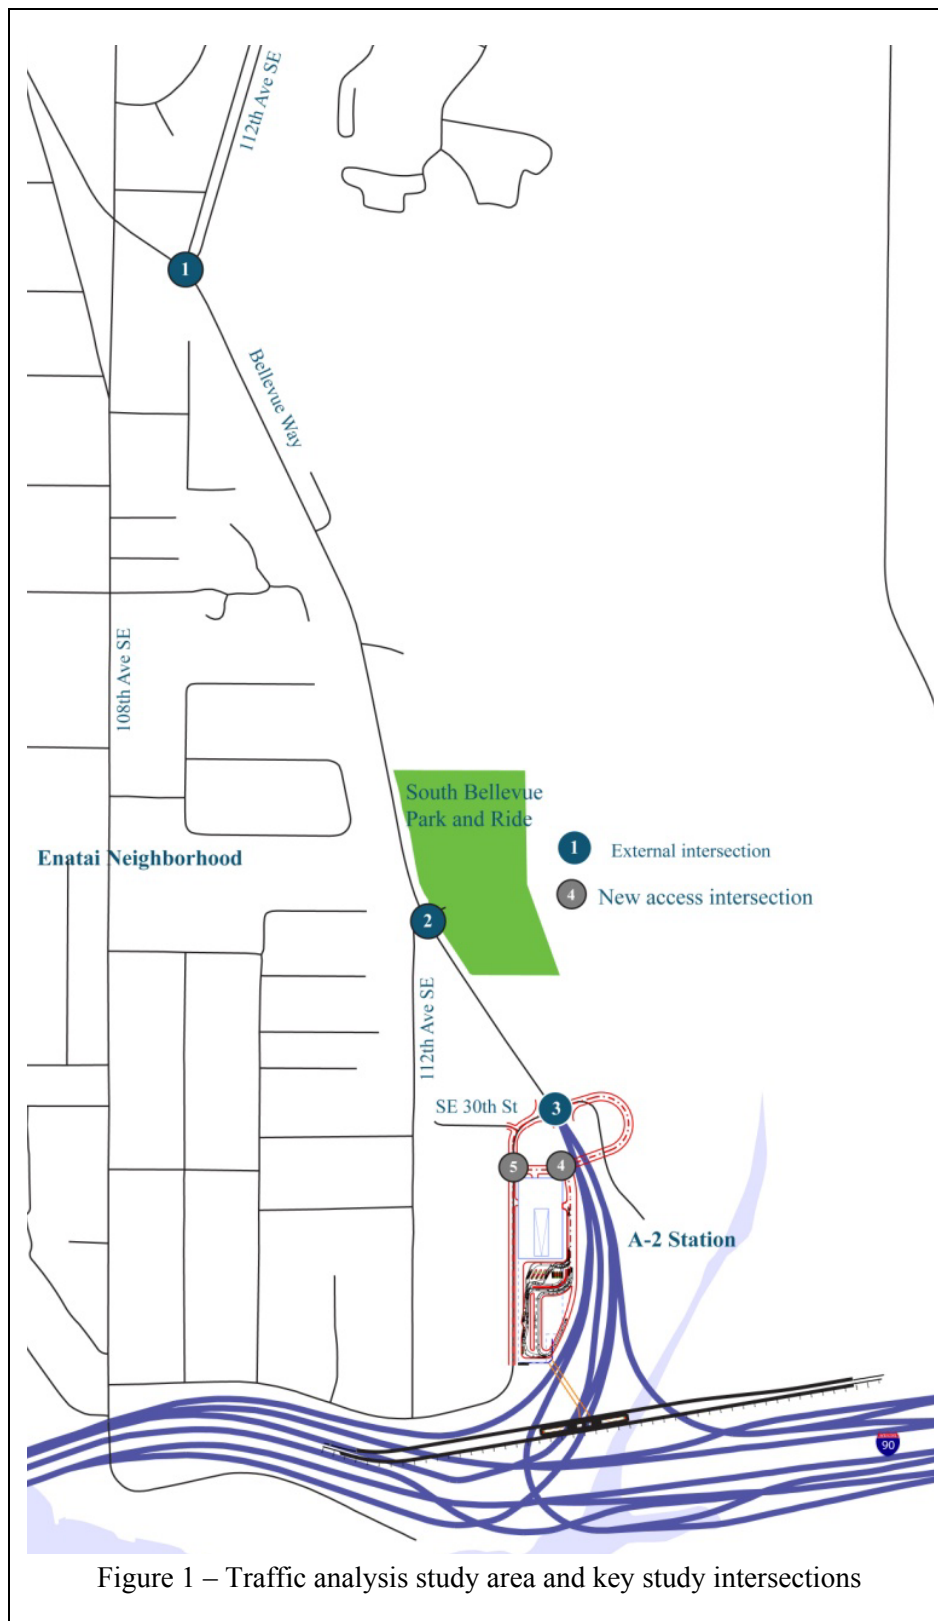 112th Ave SE
1
Bellevue Way
108th Ave SE
South Bellevue
Park and Ride
1 External intersection
Enatai Neighborhood
4 New access intersection
2
112th Ave SE
SE 30th St
3
5
4
A-2 Station
90
Figure 1 – Traffic analysis study area and key study intersections